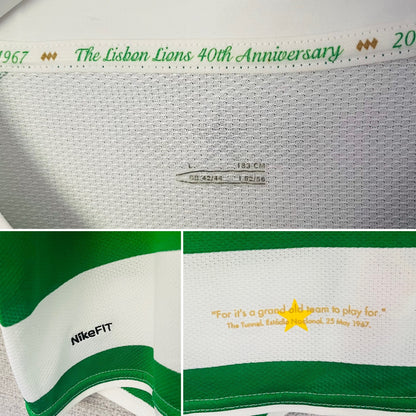 1967 The Lisbon Lions 40th Anniversary 20
L. 183 CM
42/44
NikeFIT
"For it's a grand old team to play for."
The Tunnel. Estádio Nacional, 25 May 1967.